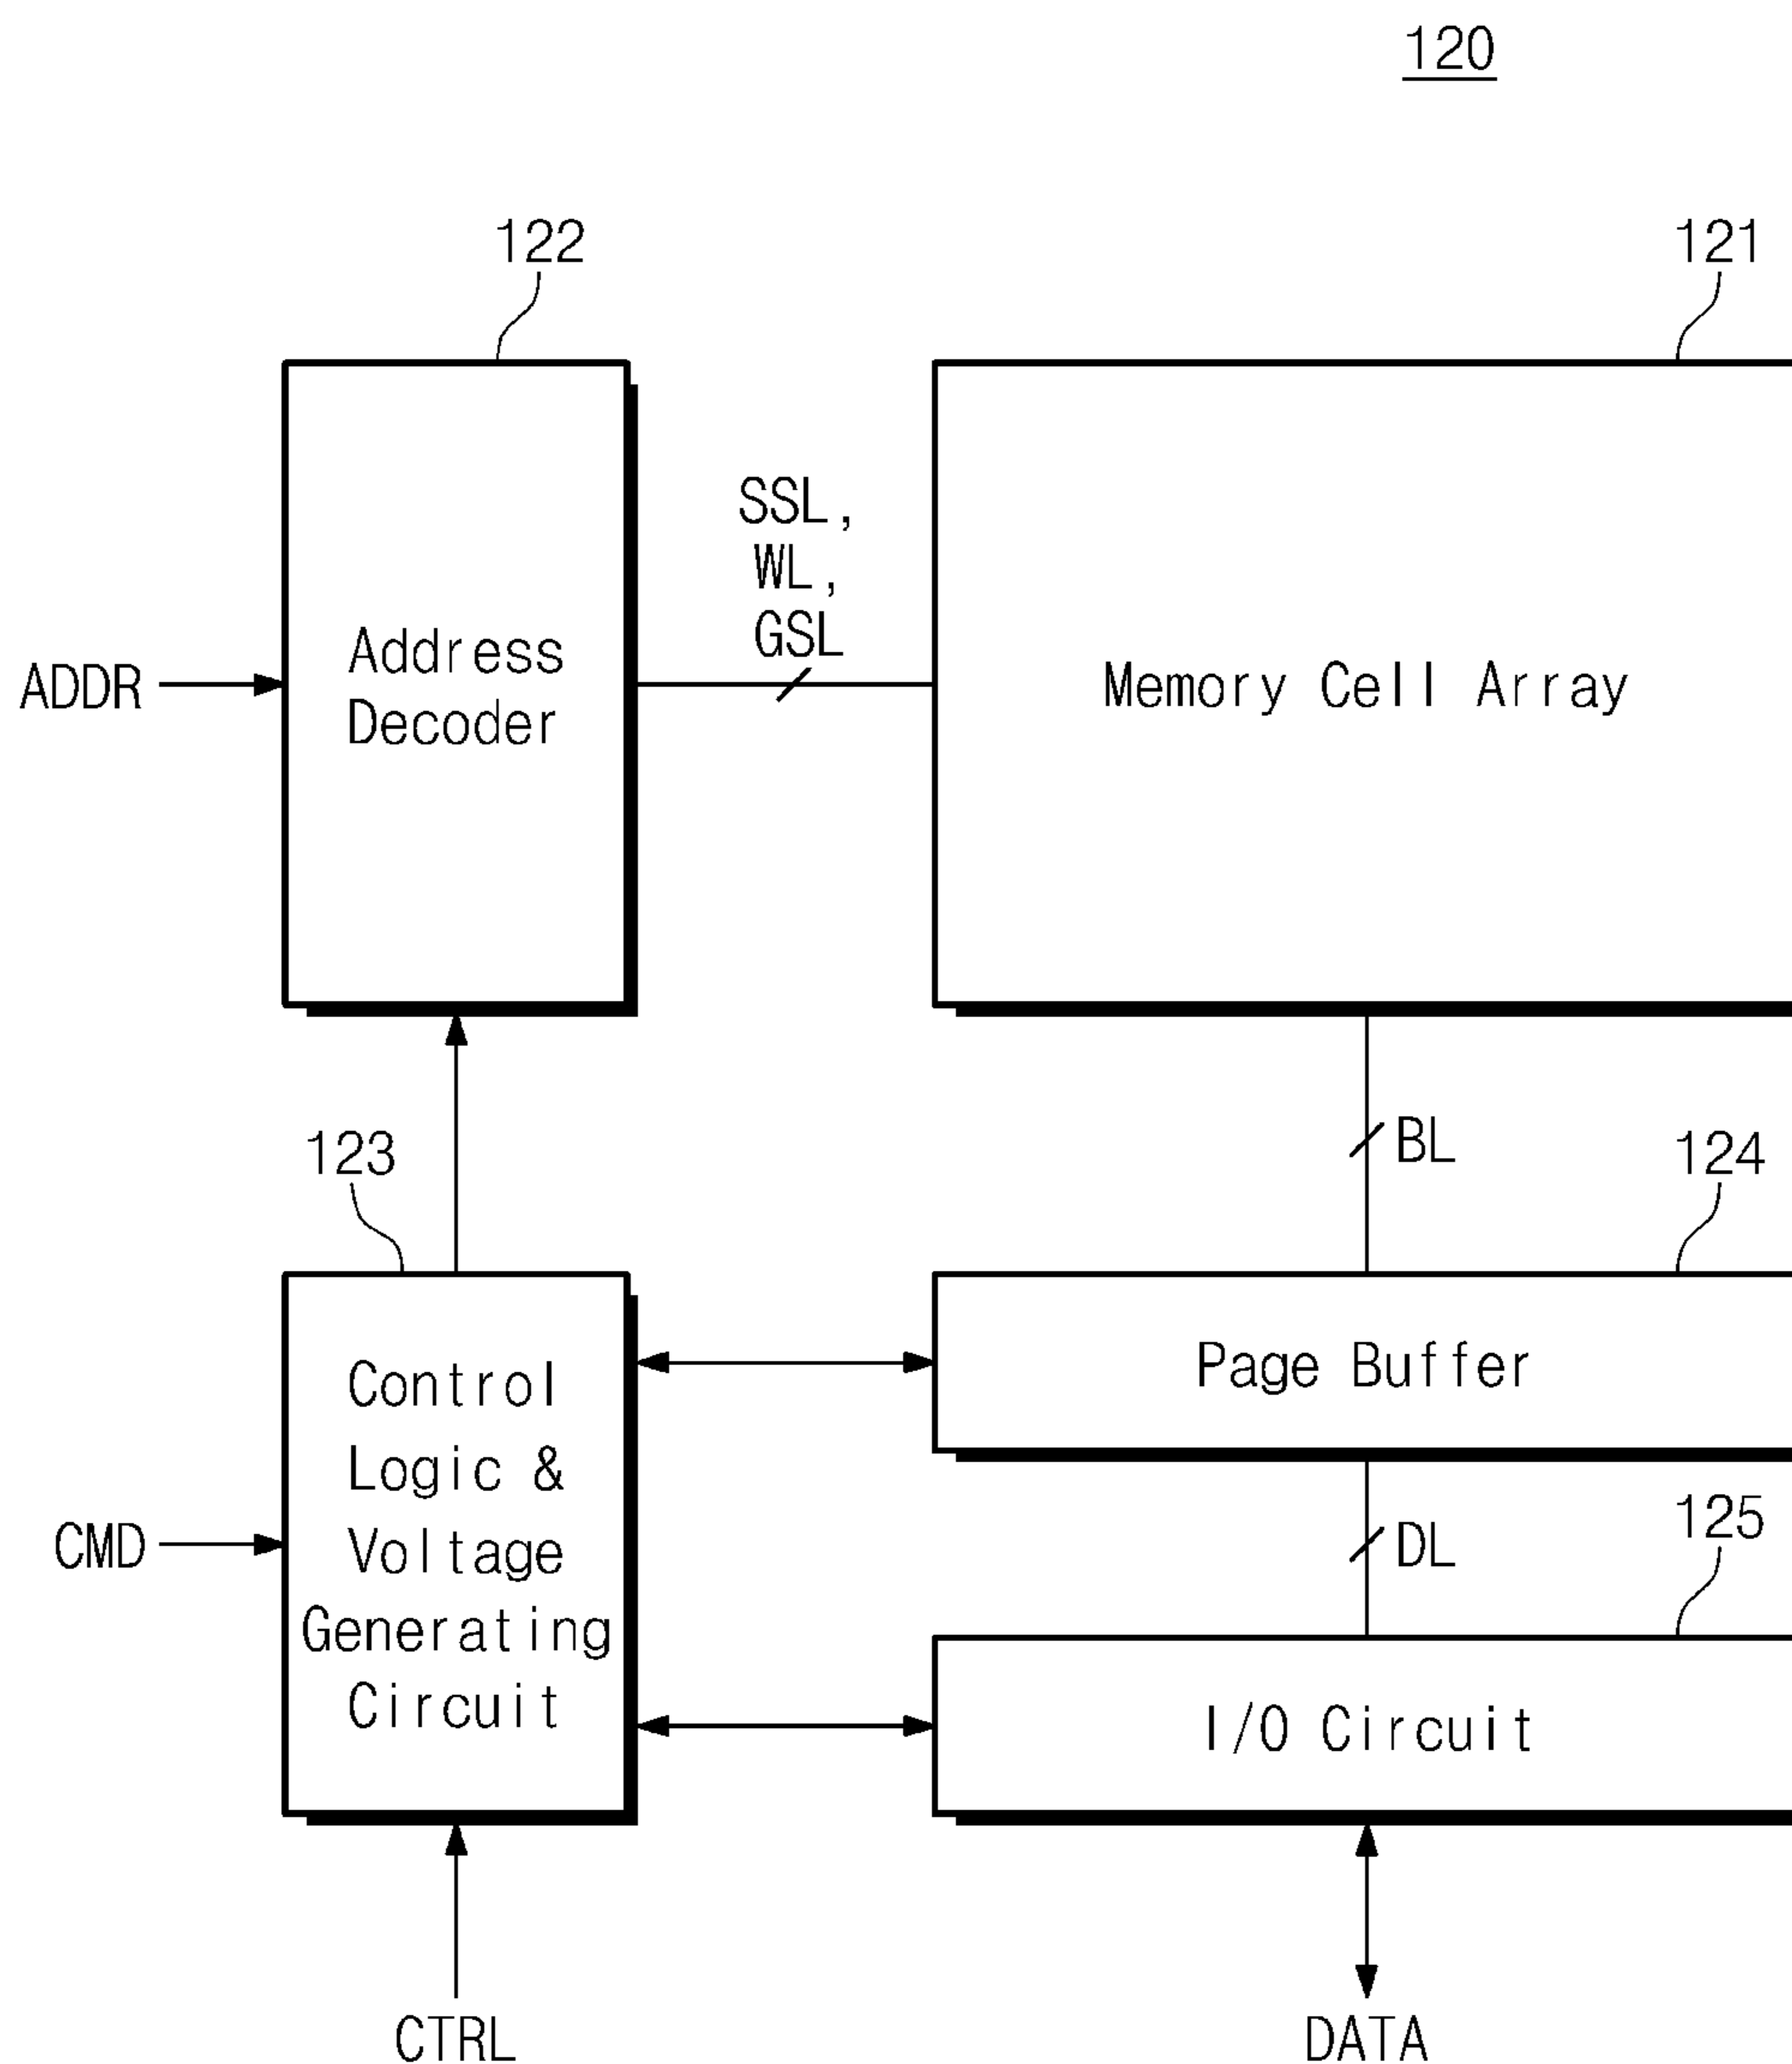 120
122
121
SSL,
WL,
GSL
Address
Decoder
ADDR
Memory Cell Array
123
BL
124
Control
Logic &
Voltage
Generating
Circuit
Page Buffer
CMD
DL
125
I/O Circuit
CTRL
DATA